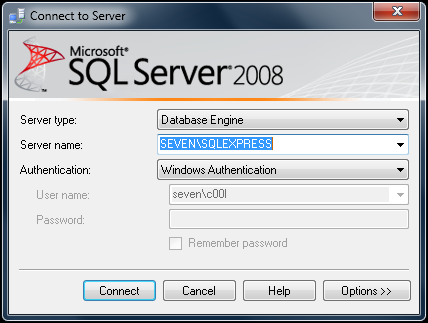 Connect to Server
Microsoft®
SQL Server® 2008
Server type: Database Engine
Server name: SEVEN\SQLEXPRESS
Authentication: Windows Authentication
User name: seven\c00l
Password:
Remember password
Connect Cancel Help Options >>